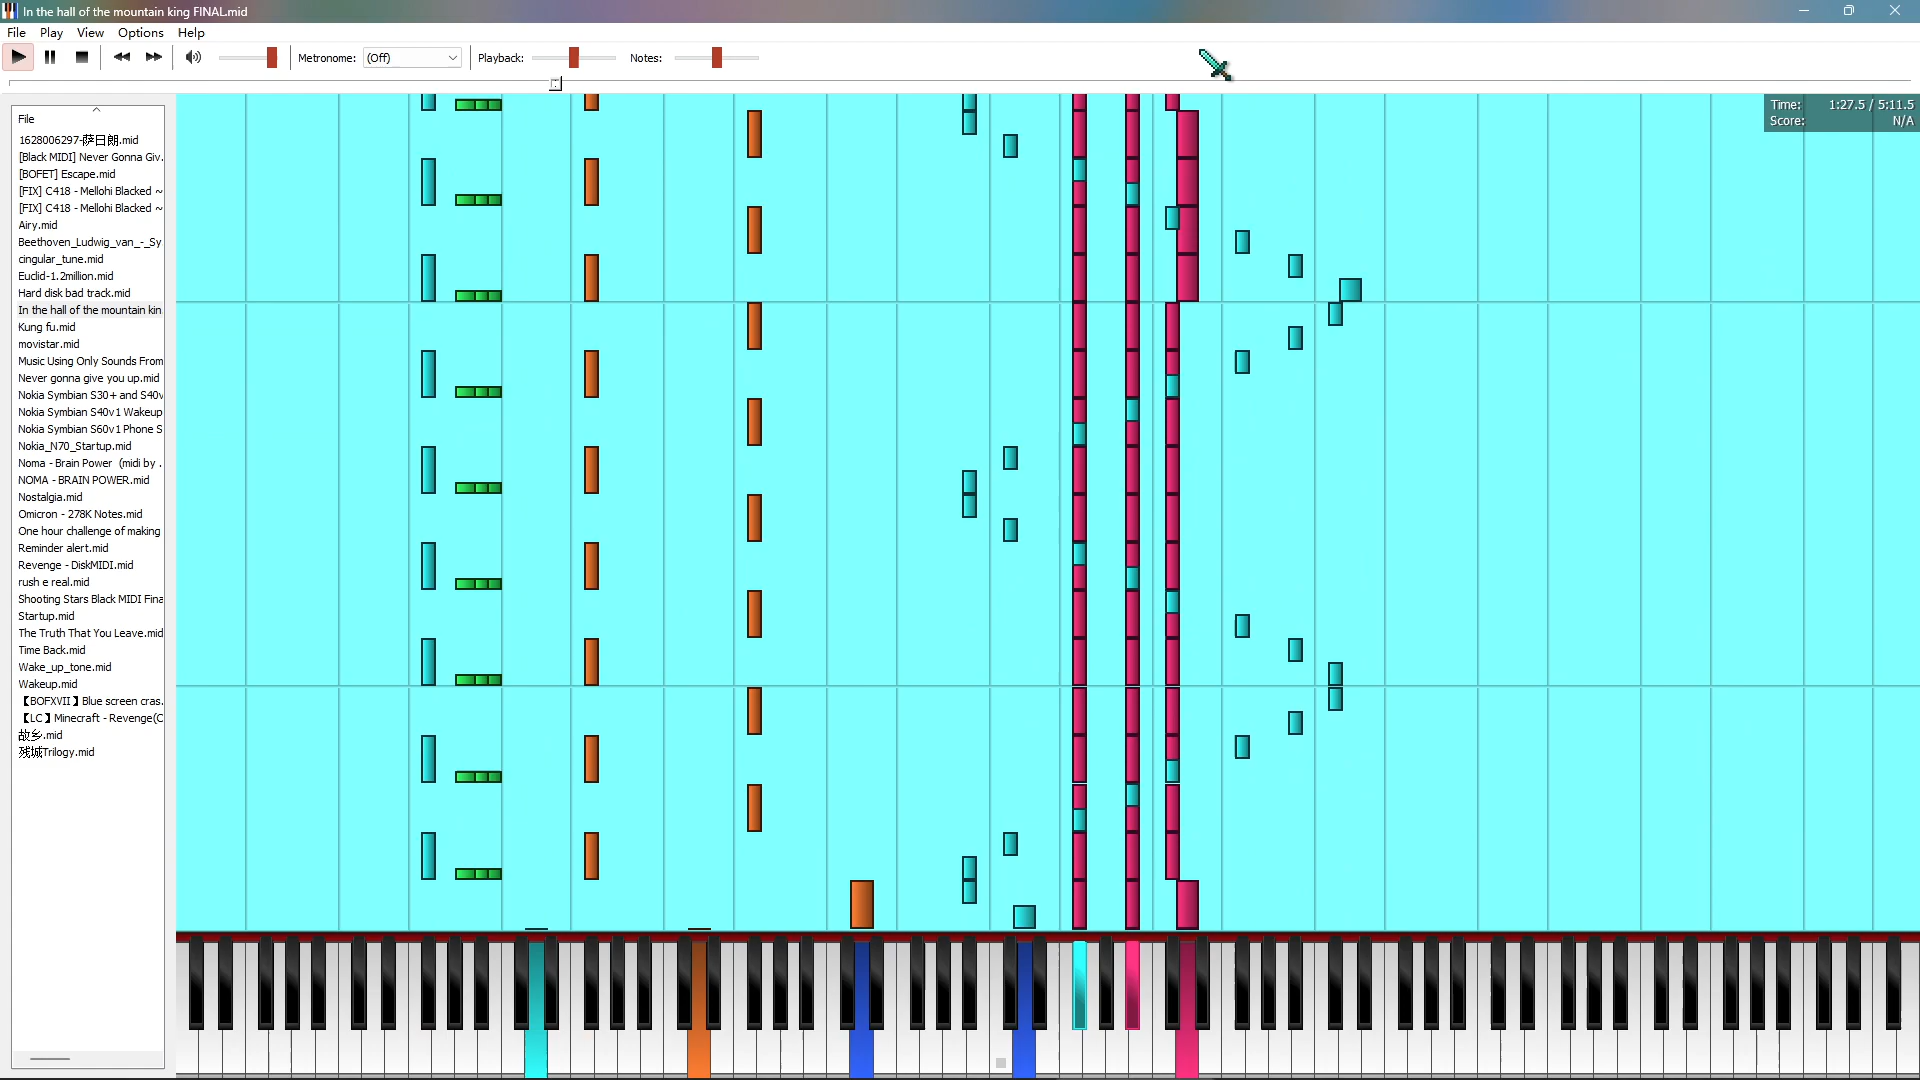 In the hall of the mountain king FINAL.mid
File Play View Options Help
Metronome: (Off) Playback: Notes:
Time: 1:27.5 / 5:11.5
Score: N/A
File
1628006297-萨日朗.mid
[Black MIDI] Never Gonna Giv.
[BOFET] Escape.mid
[FIX] C418 - Mellohi Blacked ~
[FIX] C418 - Mellohi Blacked ~
Airy.mid
Beethoven_Ludwig_van_-_Sy
cingular_tune.mid
Euclid-1.2million.mid
Hard disk bad track.mid
In the hall of the mountain kin
Kung fu.mid
movistar.mid
Music Using Only Sounds From
Never gonna give you up.mid
Nokia Symbian S30+ and S40v
Nokia Symbian S40v1 Wakeup
Nokia Symbian S60v1 Phone S
Nokia_N70_Startup.mid
Noma - Brain Power (midi by .
NOMA - BRAIN POWER.mid
Nostalgia.mid
Omicron - 278K Notes.mid
One hour challenge of making
Reminder alert.mid
Revenge - DiskMIDI.mid
rush e real.mid
Shooting Stars Black MIDI Fina
Startup.mid
The Truth That You Leave.mid
Time Back.mid
Wake_up_tone.mid
Wakeup.mid
【BOFXVII】Blue screen cras.
【LC】Minecraft - Revenge(C
故乡.mid
残城Trilogy.mid